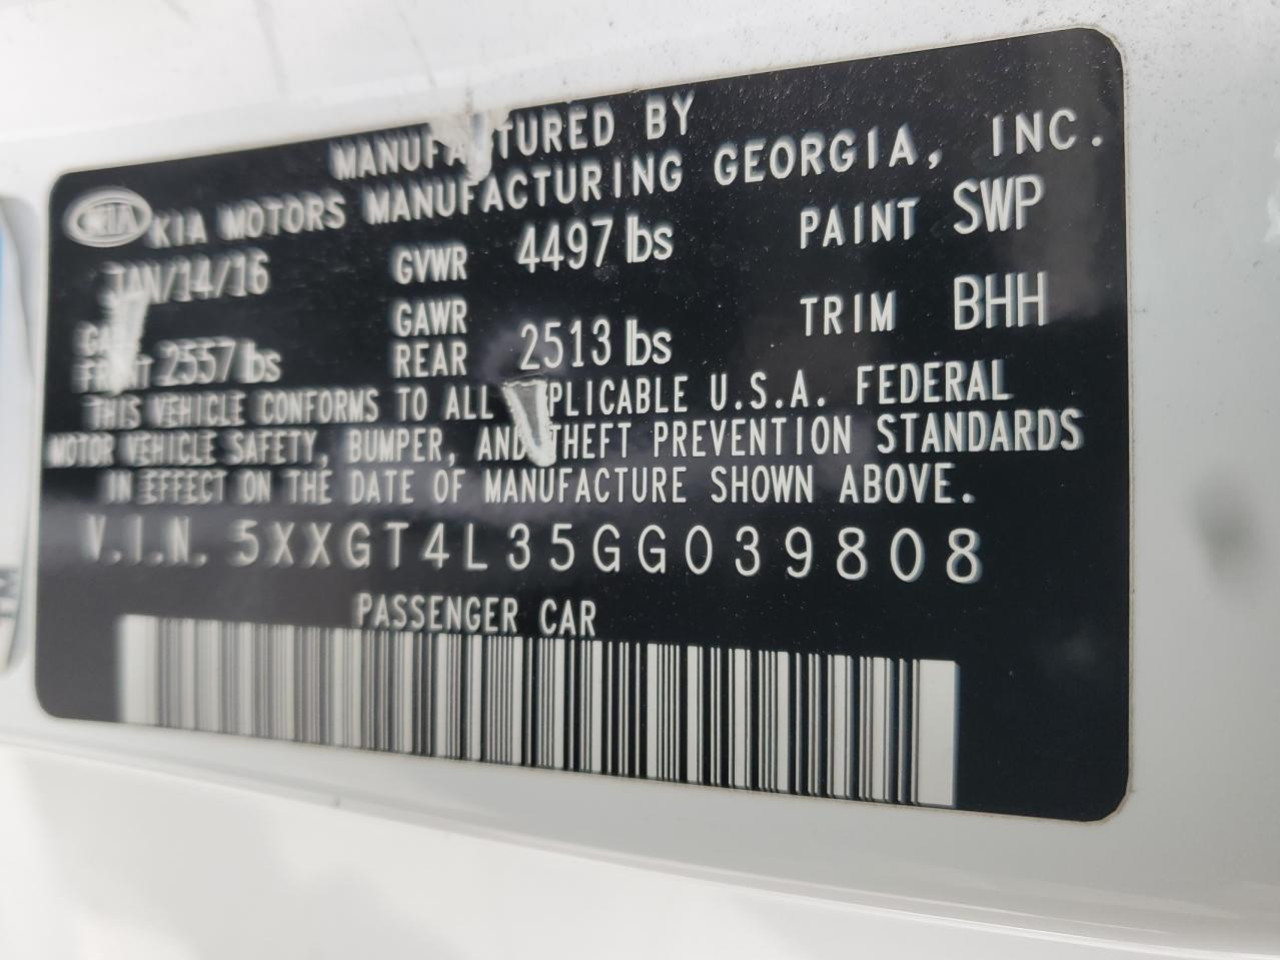 MANUFACTURED BY
KIA KIA MOTORS MANUFACTURING GEORGIA, INC.
JAN/14/16 GVWR 4497 lbs PAINT SWP
GAWR TRIM BHH
FRONT 2557 lbs REAR 2513 lbs
THIS VEHICLE CONFORMS TO ALL APPLICABLE U.S.A. FEDERAL
MOTOR VEHICLE SAFETY, BUMPER, AND THEFT PREVENTION STANDARDS
IN EFFECT ON THE DATE OF MANUFACTURE SHOWN ABOVE.
V.I.N. 5XXGT4L35GG039808
PASSENGER CAR